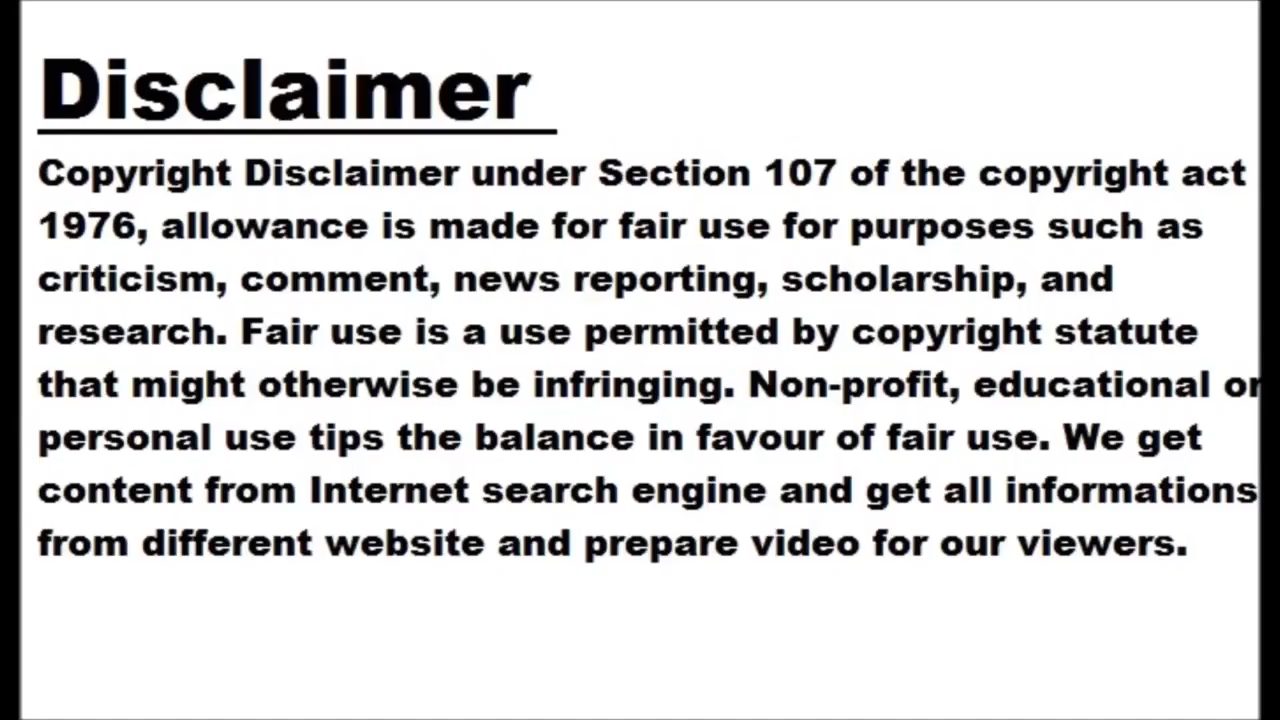 Disclaimer
Copyright Disclaimer under Section 107 of the copyright act
1976, allowance is made for fair use for purposes such as
criticism, comment, news reporting, scholarship, and
research. Fair use is a use permitted by copyright statute
that might otherwise be infringing. Non-profit, educational or
personal use tips the balance in favour of fair use. We get
content from Internet search engine and get all informations
from different website and prepare video for our viewers.